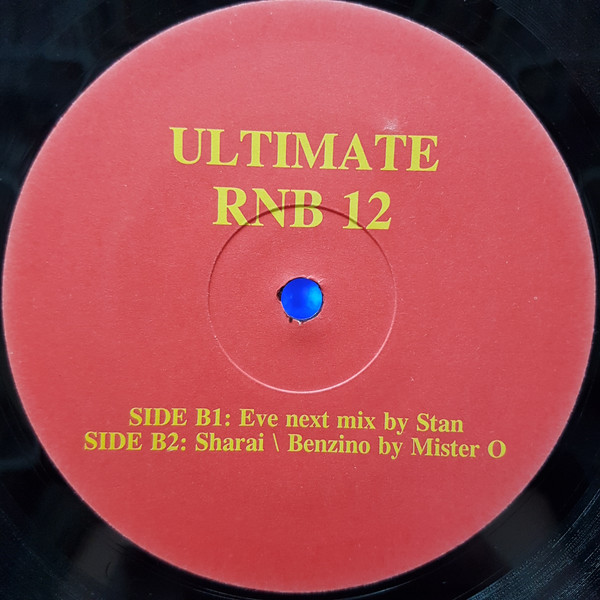 ULTIMATE
RNB 12
SIDE B1: Eve next mix by Stan
SIDE B2: Sharai \ Benzino by Mister O